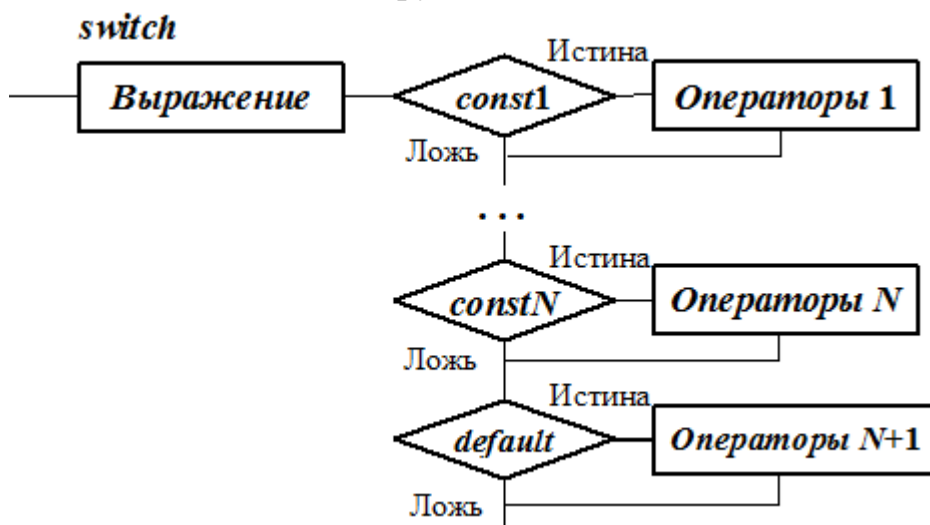 switch
Истина
Выражение
const1
Операторы 1
Ложь
...
Истина
constN
Операторы N
Ложь
Истина
default
Операторы N+1
Ложь